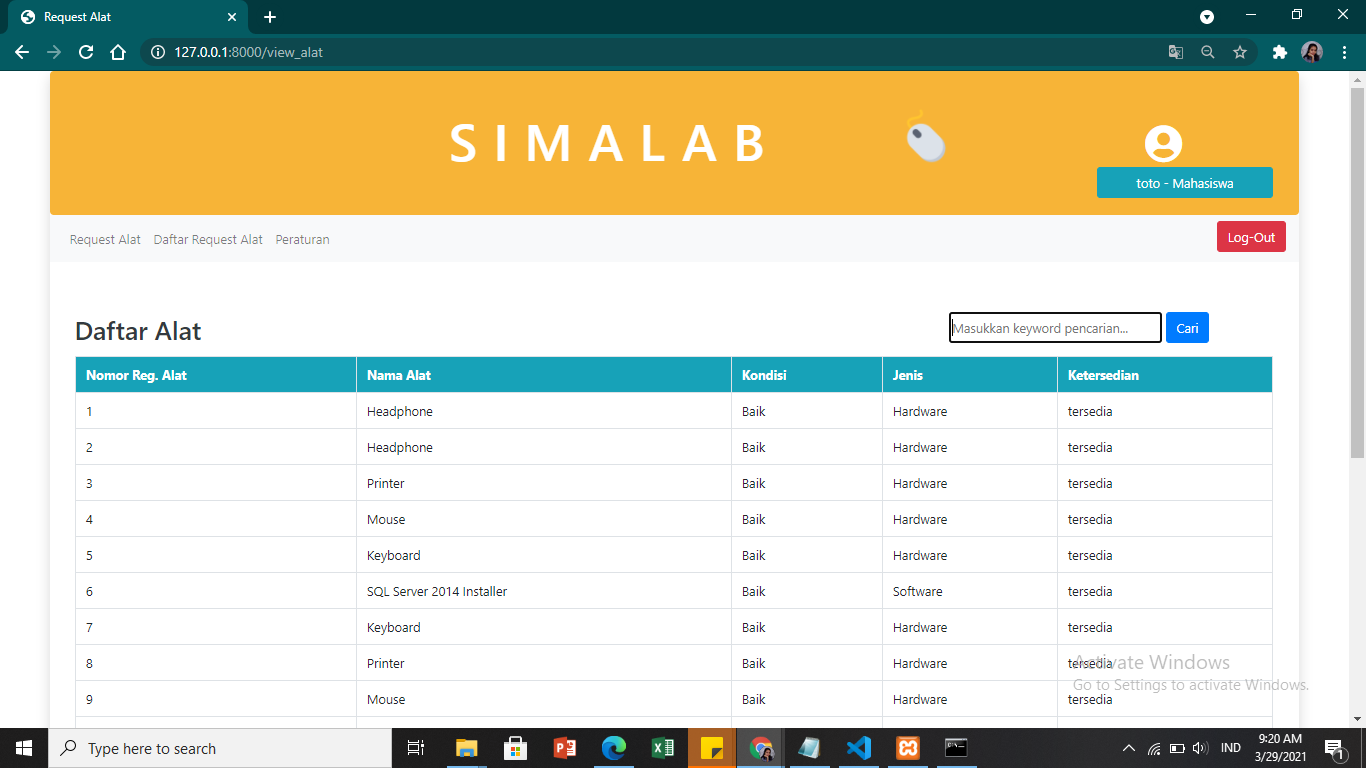 Request Alat
127.0.0.1:8000/view_alat
SIMALAB
toto - Mahasiswa
Request Alat Daftar Request Alat Peraturan Log-Out
Daftar Alat
Masukkan keyword pencarian... Cari
Nomor Reg. Alat Nama Alat Kondisi Jenis Ketersedian
1 Headphone Baik Hardware tersedia
2 Headphone Baik Hardware tersedia
3 Printer Baik Hardware tersedia
4 Mouse Baik Hardware tersedia
5 Keyboard Baik Hardware tersedia
6 SQL Server 2014 Installer Baik Software tersedia
7 Keyboard Baik Hardware tersedia
8 Printer Baik Hardware tersedia
9 Mouse Baik Hardware tersedia
Activate Windows
Go to Settings to activate Windows.
Type here to search
IND
9:20 AM
3/29/2021
1